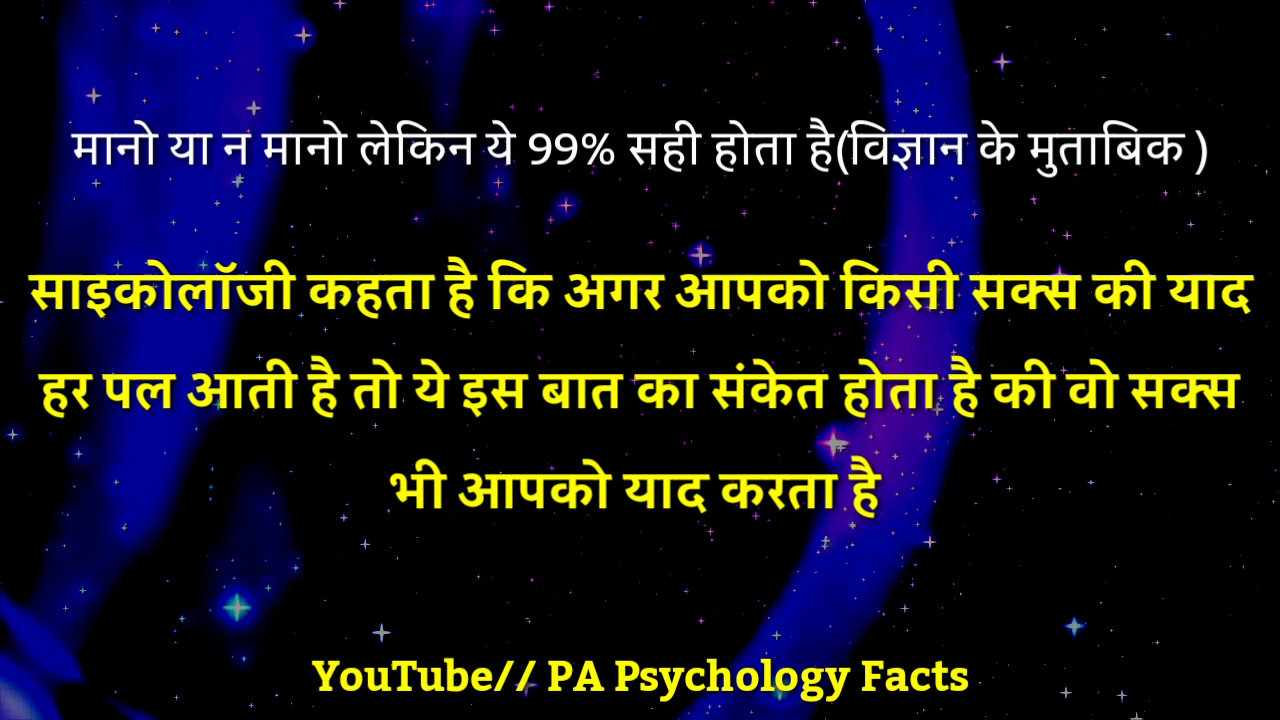 मानो या न मानो लेकिन ये 99% सही होता है(विज्ञान के मुताबिक )
साइकोलॉजी कहता है कि अगर आपको किसी सक्स की याद
हर पल आती है तो ये इस बात का संकेत होता है की वो सक्स
भी आपको याद करता है
YouTube// PA Psychology Facts